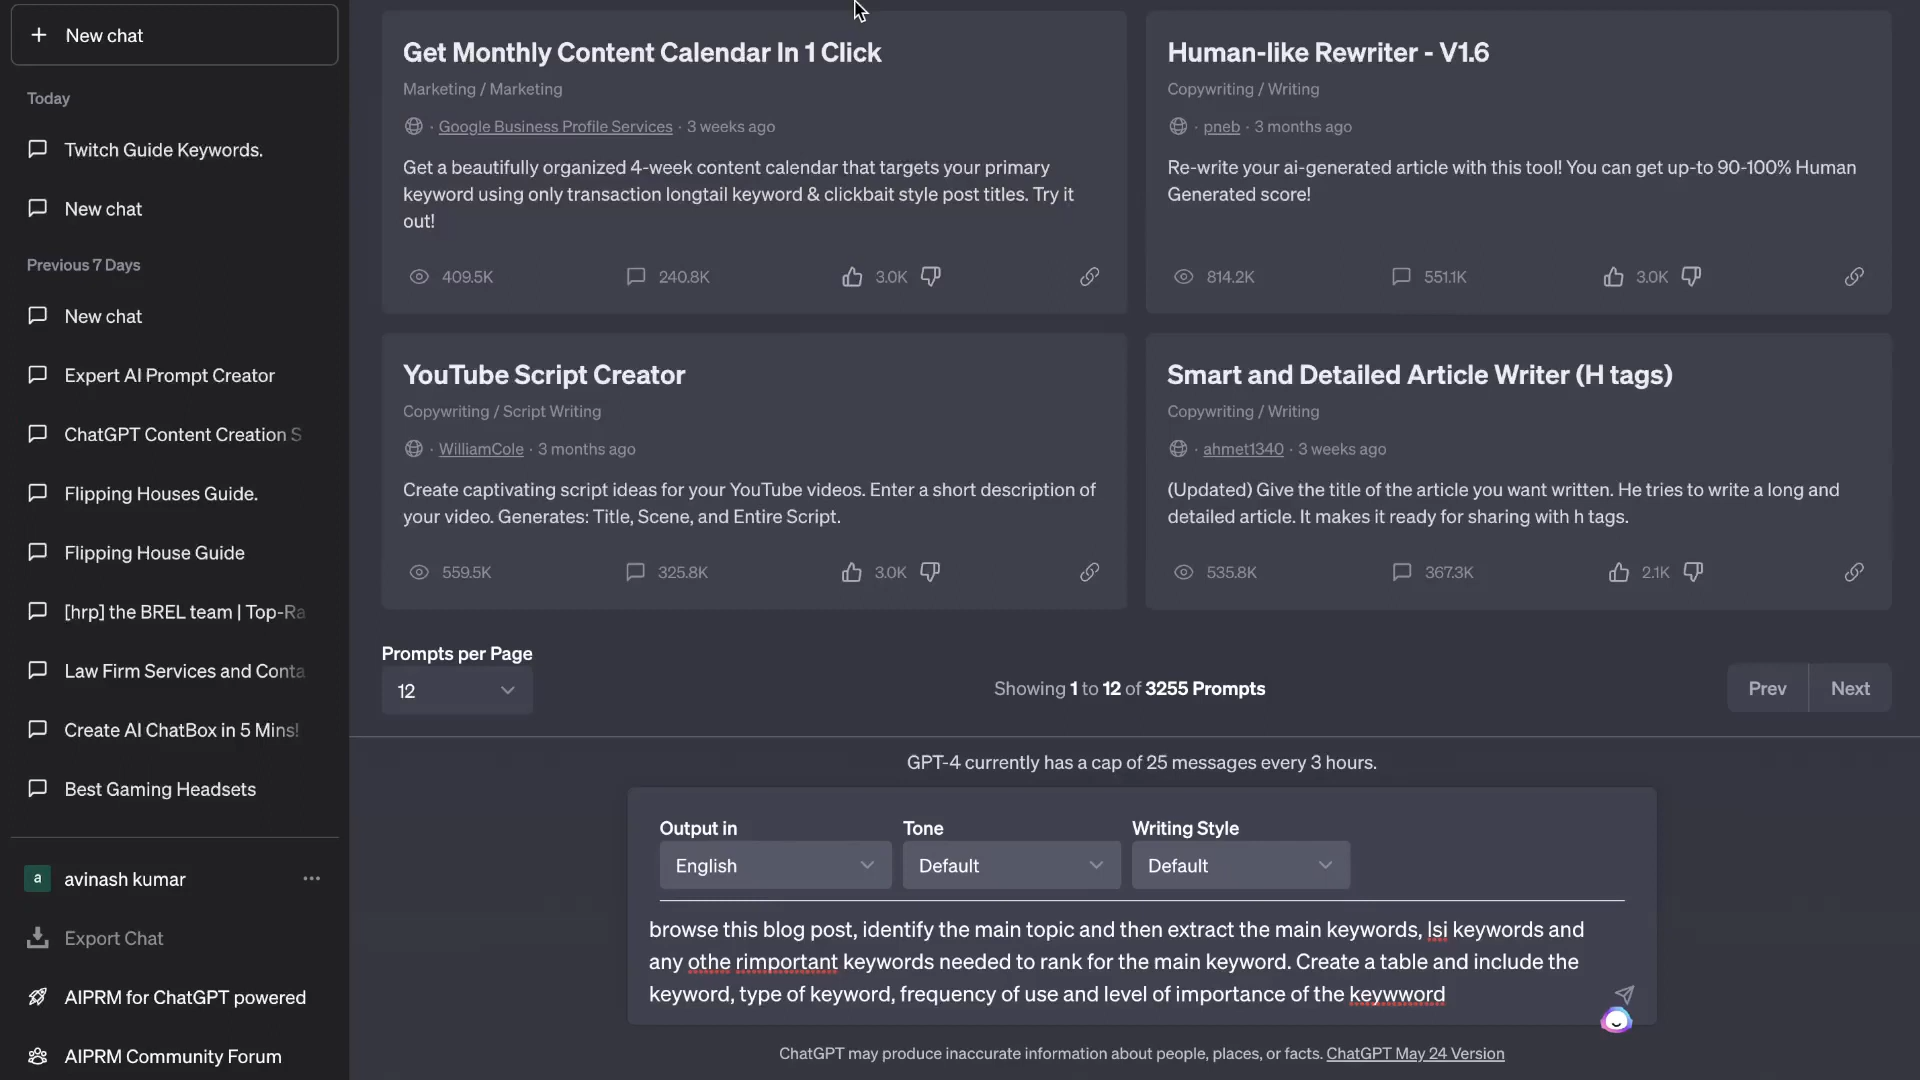 New chat
Today
Twitch Guide Keywords.
New chat
Previous 7 Days
New chat
Expert AI Prompt Creator
ChatGPT Content Creation S
Flipping Houses Guide.
Flipping House Guide
[hrp] the BREL team | Top-Ra
Law Firm Services and Conta
Create AI ChatBox in 5 Mins!
Best Gaming Headsets
a avinash kumar
Export Chat
AIPRM for ChatGPT powered
AIPRM Community Forum
Get Monthly Content Calendar In 1 Click
Marketing / Marketing
· Google Business Profile Services · 3 weeks ago
Get a beautifully organized 4-week content calendar that targets your primary
keyword using only transaction longtail keyword & clickbait style post titles. Try it
out!
409.5K 240.8K 3.0K
Human-like Rewriter - V1.6
Copywriting / Writing
· pneb · 3 months ago
Re-write your ai-generated article with this tool! You can get up-to 90-100% Human
Generated score!
814.2K 551.1K 3.0K
YouTube Script Creator
Copywriting / Script Writing
· WilliamCole · 3 months ago
Create captivating script ideas for your YouTube videos. Enter a short description of
your video. Generates: Title, Scene, and Entire Script.
559.5K 325.8K 3.0K
Smart and Detailed Article Writer (H tags)
Copywriting / Writing
· ahmet1340 · 3 weeks ago
(Updated) Give the title of the article you want written. He tries to write a long and
detailed article. It makes it ready for sharing with h tags.
535.8K 367.3K 2.1K
Prompts per Page
12
Showing 1 to 12 of 3255 Prompts
Prev Next
GPT-4 currently has a cap of 25 messages every 3 hours.
Output in Tone Writing Style
English Default Default
browse this blog post, identify the main topic and then extract the main keywords, lsi keywords and
any othe rimportant keywords needed to rank for the main keyword. Create a table and include the
keyword, type of keyword, frequency of use and level of importance of the keywword
ChatGPT may produce inaccurate information about people, places, or facts. ChatGPT May 24 Version